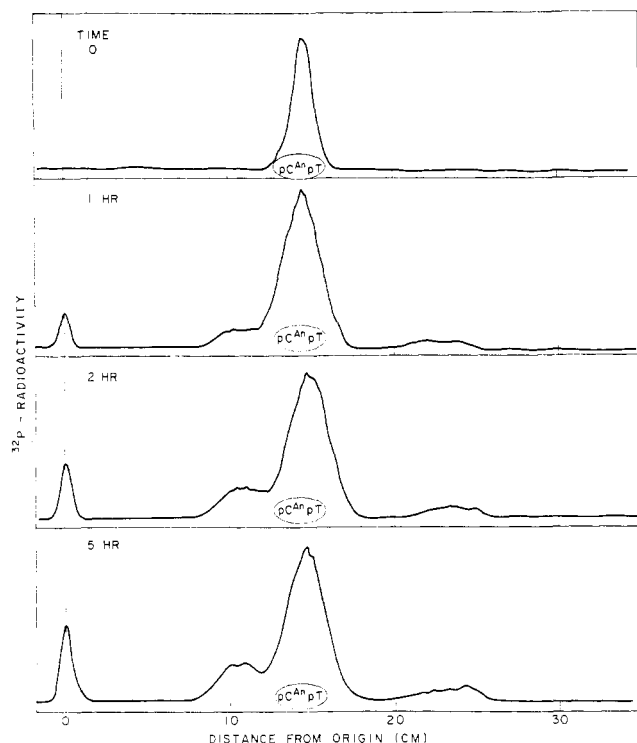 TIME
0
pC^An pT
1 HR
pC^An pT
2 HR
pC^An pT
5 HR
pC^An pT
32P - RADIOACTIVITY
0 10 20 30
DISTANCE FROM ORIGIN (CM)